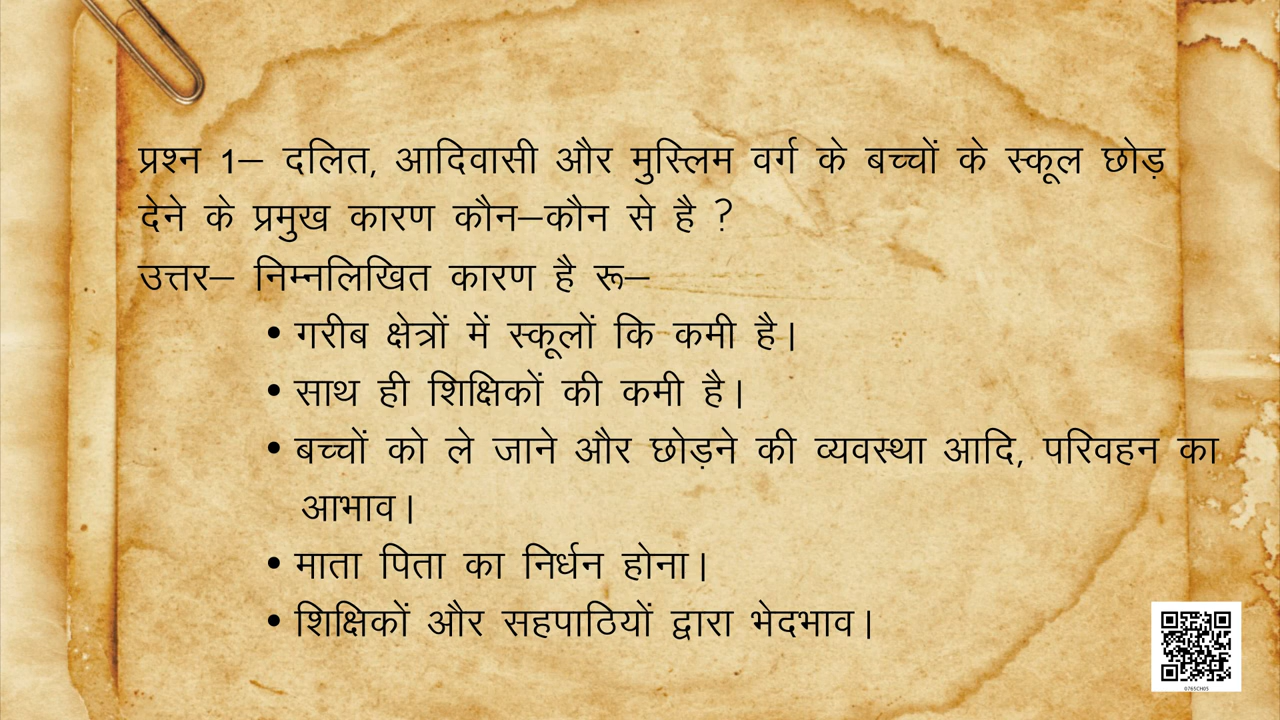 प्रश्न 1– दलित, आदिवासी और मुस्लिम वर्ग के बच्चों के स्कूल छोड़
देने के प्रमुख कारण कौन–कौन से है ?
उत्तर– निम्नलिखित कारण है रू–
• गरीब क्षेत्रों में स्कूलों कि कमी है।
• साथ ही शिक्षिकों की कमी है।
• बच्चों को ले जाने और छोड़ने की व्यवस्था आदि, परिवहन का
आभाव।
• माता पिता का निर्धन होना।
• शिक्षिकों और सहपाठियों द्वारा भेदभाव।
0765CH05